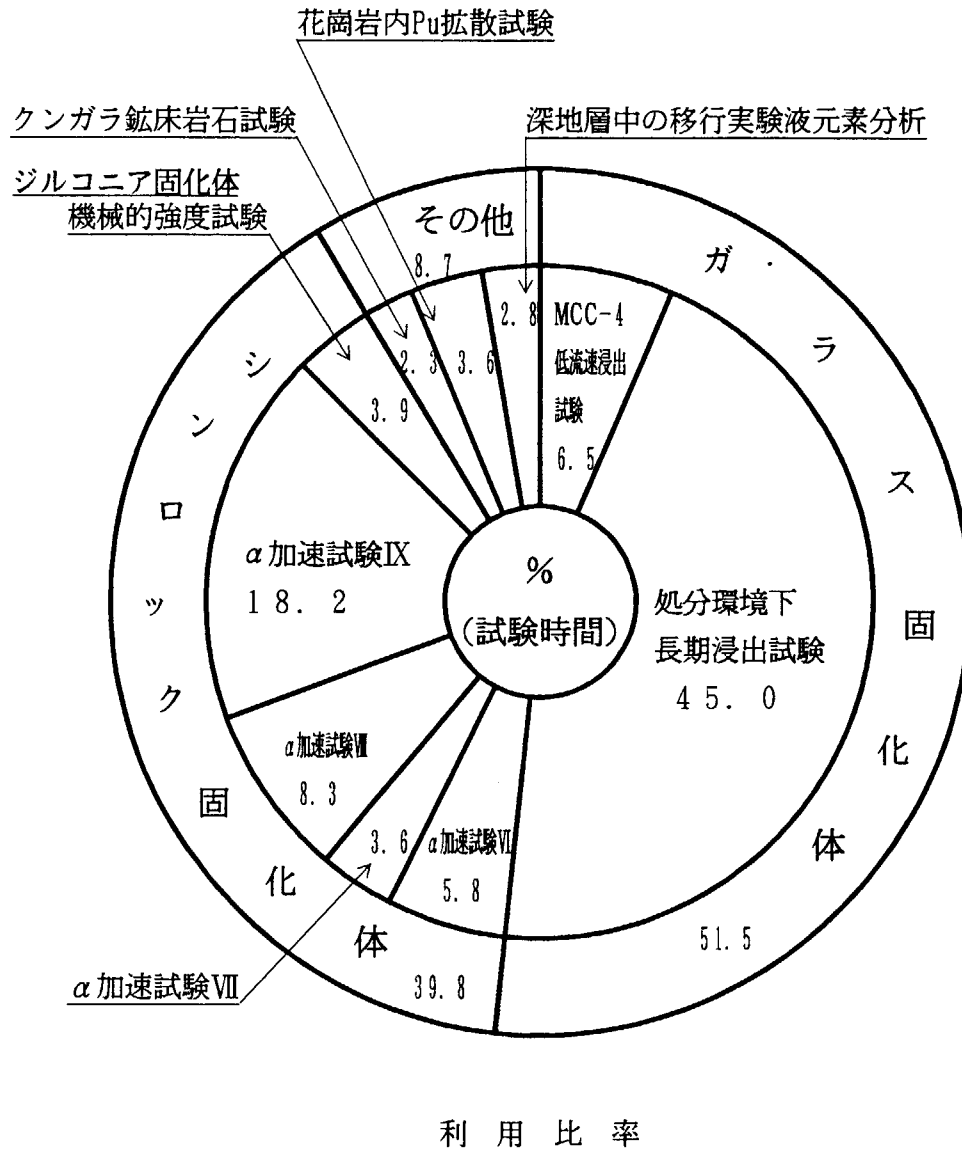 花崗岩内Pu拡散試験
クンガラ鉱床岩石試験
深地層中の移行実験液元素分析
ジルコニア固化体
機械的強度試験
その他
8.7
ガラス固化体
51.5
シンロック固化体
39.8
2.8
MCC-4
低流速浸出
試験
6.5
2.3
3.6
3.9
α加速試験Ⅸ
18.2
%
(試験時間)
処分環境下
長期浸出試験
45.0
α加速試験Ⅷ
8.3
3.6
α加速試験Ⅵ
5.8
α加速試験Ⅶ
利用比率